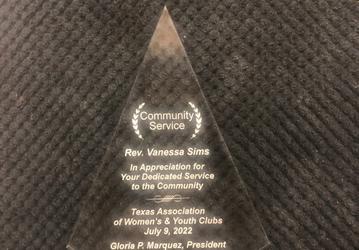 Community
Service
Rev. Vanessa Sims
In Appreciation for
Your Dedicated Service
to the Community
Texas Association
of Women's & Youth Clubs
July 9, 2022
Gloria P. Marquez, President